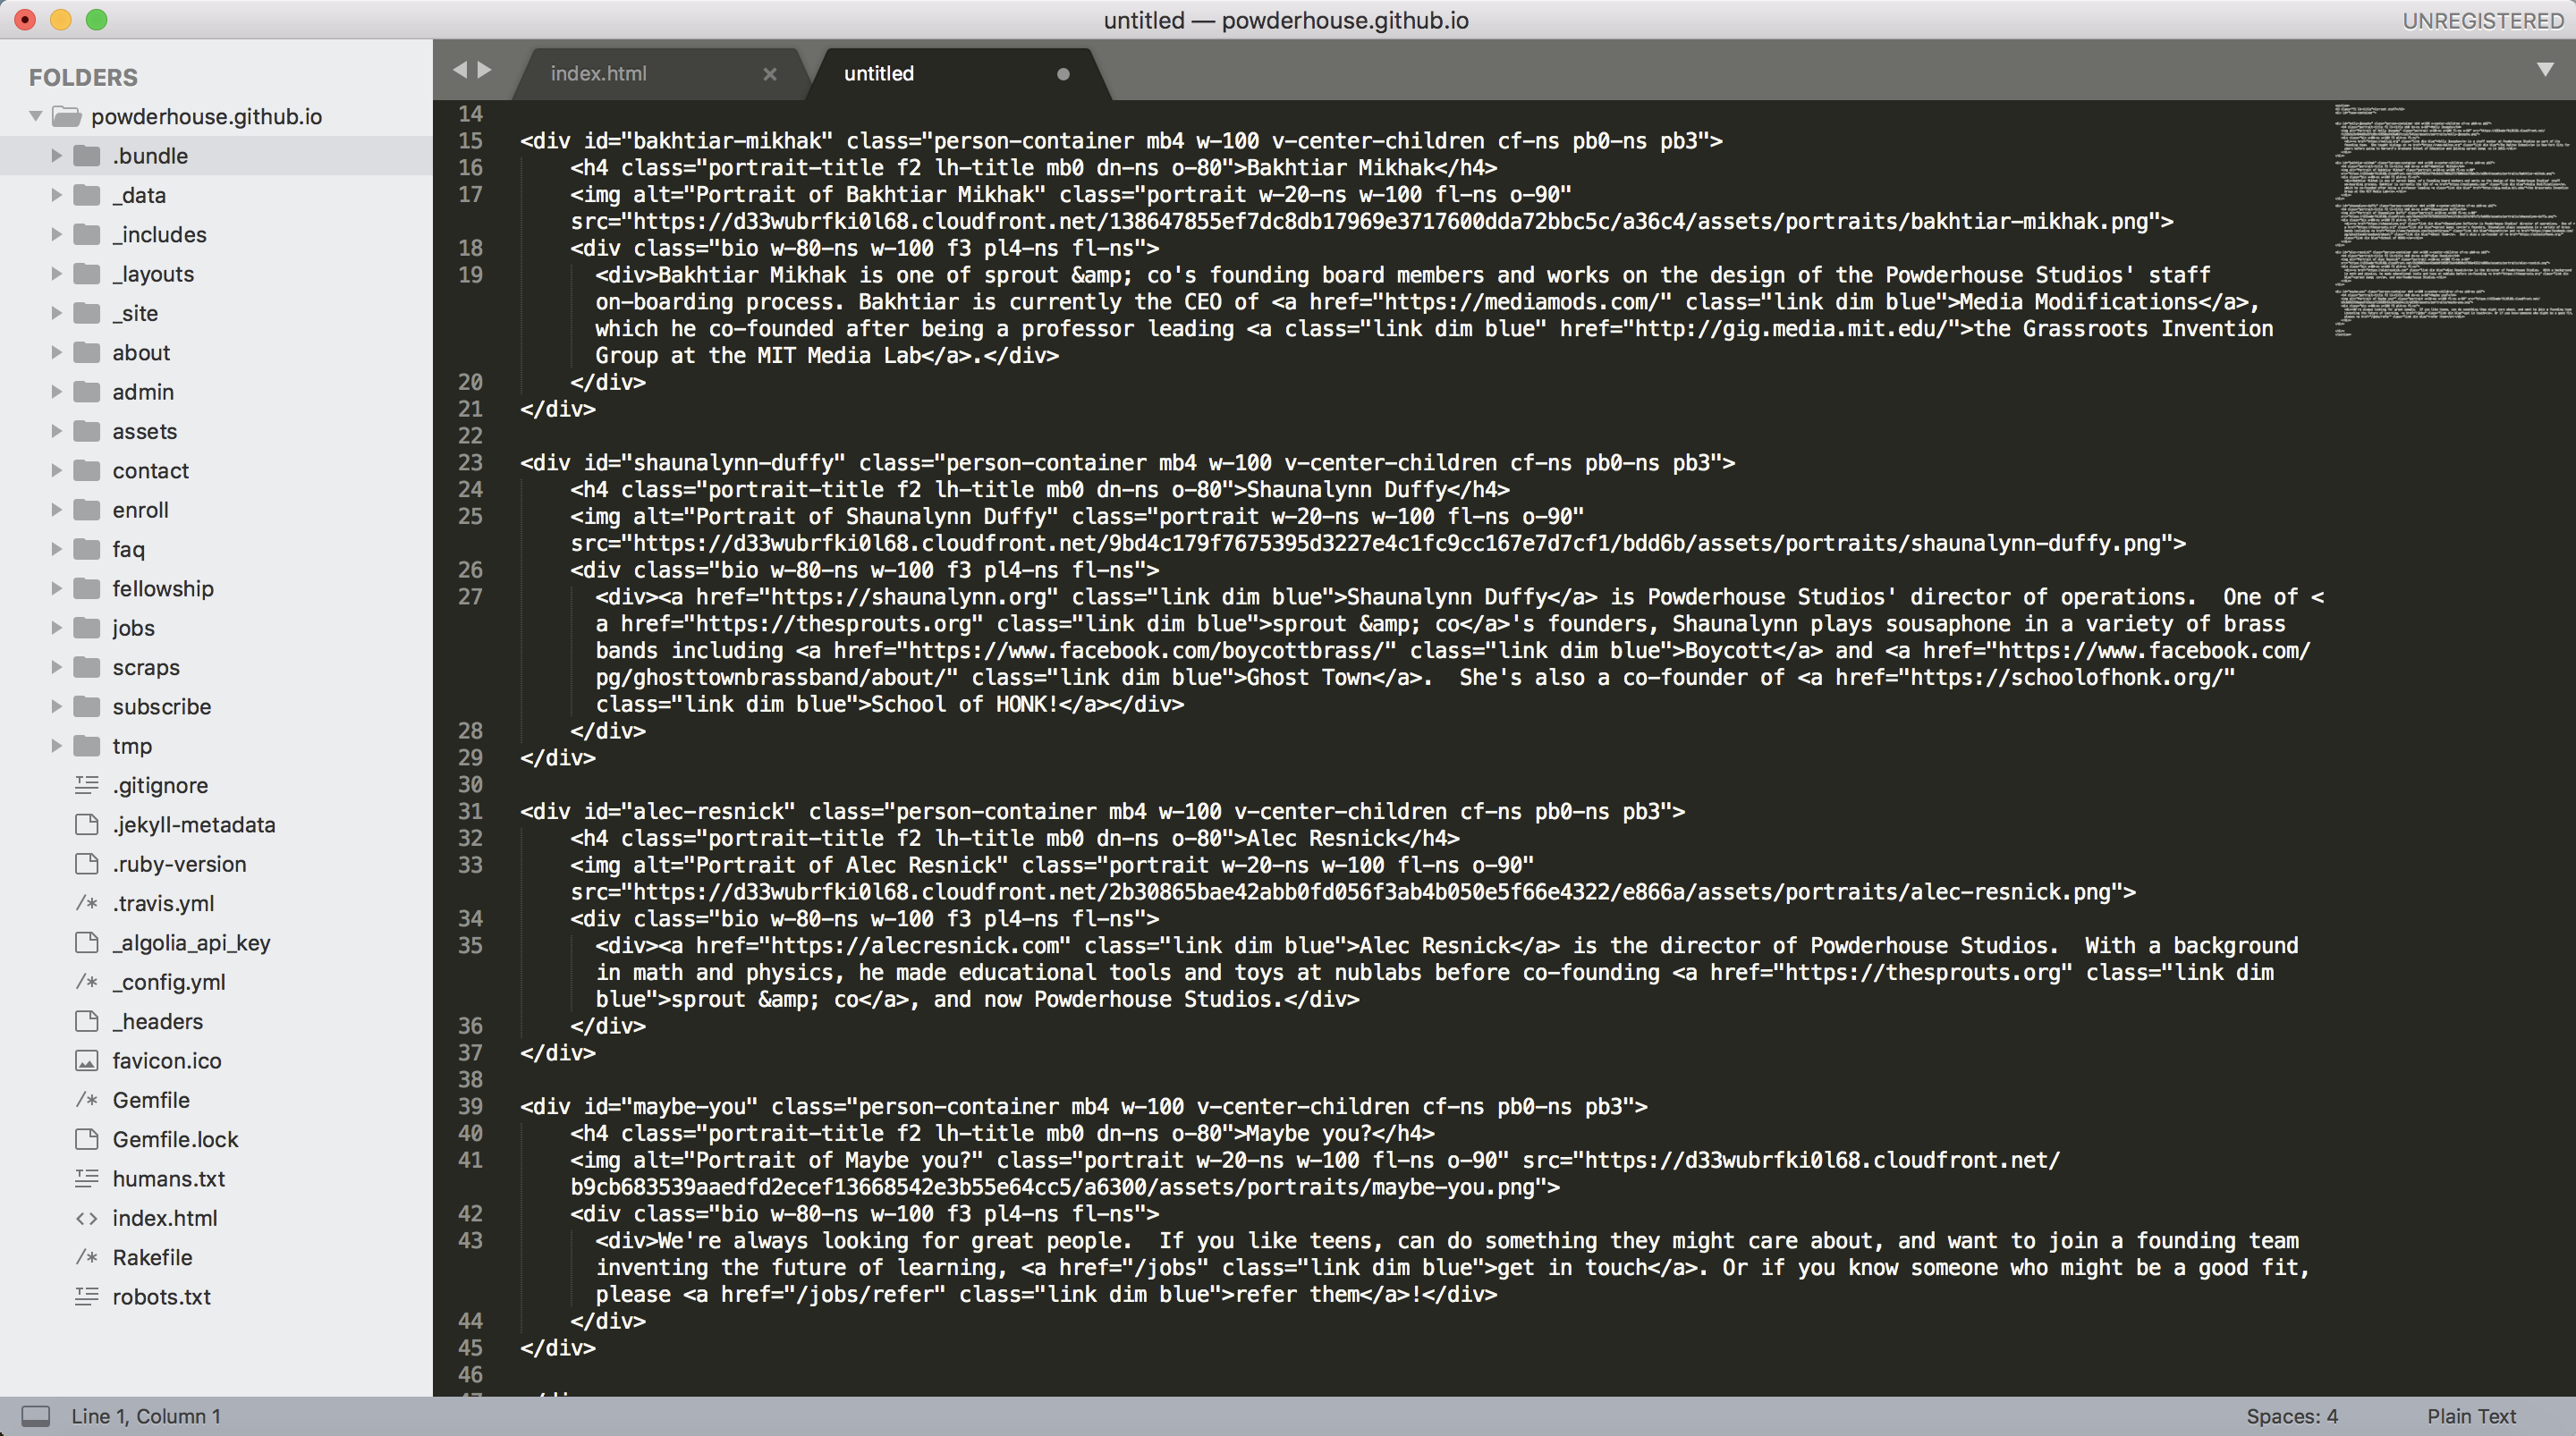 untitled — powderhouse.github.io
UNREGISTERED
FOLDERS
powderhouse.github.io
.bundle
_data
_includes
_layouts
_site
about
admin
assets
contact
enroll
faq
fellowship
jobs
scraps
subscribe
tmp
.gitignore
.jekyll-metadata
.ruby-version
.travis.yml
_algolia_api_key
_config.yml
_headers
favicon.ico
Gemfile
Gemfile.lock
humans.txt
index.html
Rakefile
robots.txt
index.html
untitled
14
15 <div id="bakhtiar-mikhak" class="person-container mb4 w-100 v-center-children cf-ns pb0-ns pb3">
16 <h4 class="portrait-title f2 lh-title mb0 dn-ns o-80">Bakhtiar Mikhak</h4>
17 <img alt="Portrait of Bakhtiar Mikhak" class="portrait w-20-ns w-100 fl-ns o-90"
src="https://d33wubrfki0l68.cloudfront.net/138647855ef7dc8db17969e3717600dda72bbc5c/a36c4/assets/portraits/bakhtiar-mikhak.png">
18 <div class="bio w-80-ns w-100 f3 pl4-ns fl-ns">
19 <div>Bakhtiar Mikhak is one of sprout &amp; co's founding board members and works on the design of the Powderhouse Studios' staff
on-boarding process. Bakhtiar is currently the CEO of <a href="https://mediamods.com/" class="link dim blue">Media Modifications</a>,
which he co-founded after being a professor leading <a class="link dim blue" href="http://gig.media.mit.edu/">the Grassroots Invention
Group at the MIT Media Lab</a>.</div>
20 </div>
21 </div>
22
23 <div id="shaunalynn-duffy" class="person-container mb4 w-100 v-center-children cf-ns pb0-ns pb3">
24 <h4 class="portrait-title f2 lh-title mb0 dn-ns o-80">Shaunalynn Duffy</h4>
25 <img alt="Portrait of Shaunalynn Duffy" class="portrait w-20-ns w-100 fl-ns o-90"
src="https://d33wubrfki0l68.cloudfront.net/9bd4c179f7675395d3227e4c1fc9cc167e7d7cf1/bdd6b/assets/portraits/shaunalynn-duffy.png">
26 <div class="bio w-80-ns w-100 f3 pl4-ns fl-ns">
27 <div><a href="https://shaunalynn.org" class="link dim blue">Shaunalynn Duffy</a> is Powderhouse Studios' director of operations.  One of <
a href="https://thesprouts.org" class="link dim blue">sprout &amp; co</a>'s founders, Shaunalynn plays sousaphone in a variety of brass
bands including <a href="https://www.facebook.com/boycottbrass/" class="link dim blue">Boycott</a> and <a href="https://www.facebook.com/
pg/ghosttownbrassband/about/" class="link dim blue">Ghost Town</a>.  She's also a co-founder of <a href="https://schoolofhonk.org/"
class="link dim blue">School of HONK!</a></div>
28 </div>
29 </div>
30
31 <div id="alec-resnick" class="person-container mb4 w-100 v-center-children cf-ns pb0-ns pb3">
32 <h4 class="portrait-title f2 lh-title mb0 dn-ns o-80">Alec Resnick</h4>
33 <img alt="Portrait of Alec Resnick" class="portrait w-20-ns w-100 fl-ns o-90"
src="https://d33wubrfki0l68.cloudfront.net/2b30865bae42abb0fd056f3ab4b050e5f66e4322/e866a/assets/portraits/alec-resnick.png">
34 <div class="bio w-80-ns w-100 f3 pl4-ns fl-ns">
35 <div><a href="https://alecresnick.com" class="link dim blue">Alec Resnick</a> is the director of Powderhouse Studios.  With a background
in math and physics, he made educational tools and toys at nublabs before co-founding <a href="https://thesprouts.org" class="link dim
blue">sprout &amp; co</a>, and now Powderhouse Studios.</div>
36 </div>
37 </div>
38
39 <div id="maybe-you" class="person-container mb4 w-100 v-center-children cf-ns pb0-ns pb3">
40 <h4 class="portrait-title f2 lh-title mb0 dn-ns o-80">Maybe you?</h4>
41 <img alt="Portrait of Maybe you?" class="portrait w-20-ns w-100 fl-ns o-90" src="https://d33wubrfki0l68.cloudfront.net/
b9cb683539aaedfd2ecef13668542e3b55e64cc5/a6300/assets/portraits/maybe-you.png">
42 <div class="bio w-80-ns w-100 f3 pl4-ns fl-ns">
43 <div>We're always looking for great people.  If you like teens, can do something they might care about, and want to join a founding team
inventing the future of learning, <a href="/jobs" class="link dim blue">get in touch</a>. Or if you know someone who might be a good fit,
please <a href="/jobs/refer" class="link dim blue">refer them</a>!</div>
44 </div>
45 </div>
46
Line 1, Column 1
Spaces: 4
Plain Text